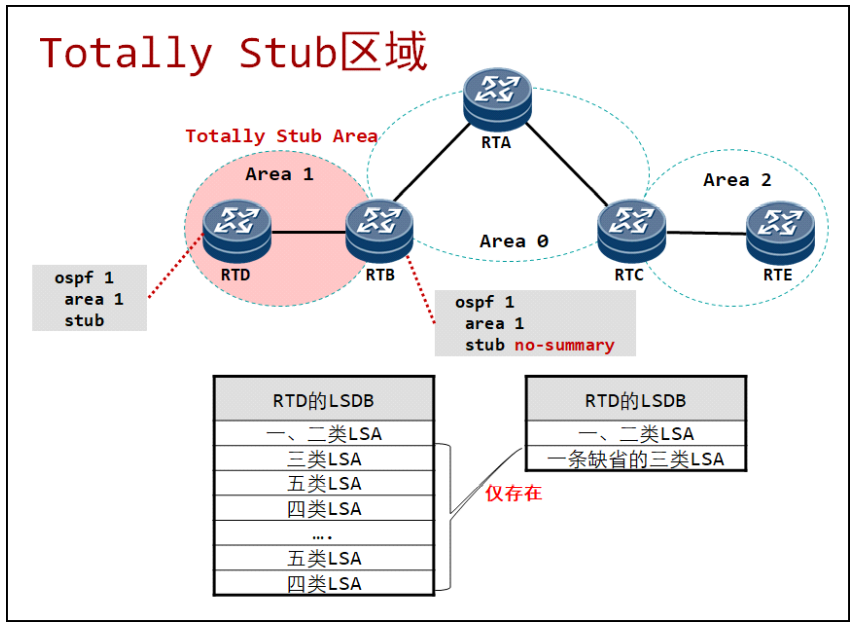 Totally Stub区域
Totally Stub Area
Area 1
RTA
Area 2
Area 0
RTD
RTB
RTC
RTE
ospf 1
area 1
stub
ospf 1
area 1
stub no-summary
RTD的LSDB
一、二类LSA
三类LSA
五类LSA
四类LSA
….
五类LSA
四类LSA
仅存在
RTD的LSDB
一、二类LSA
一条缺省的三类LSA